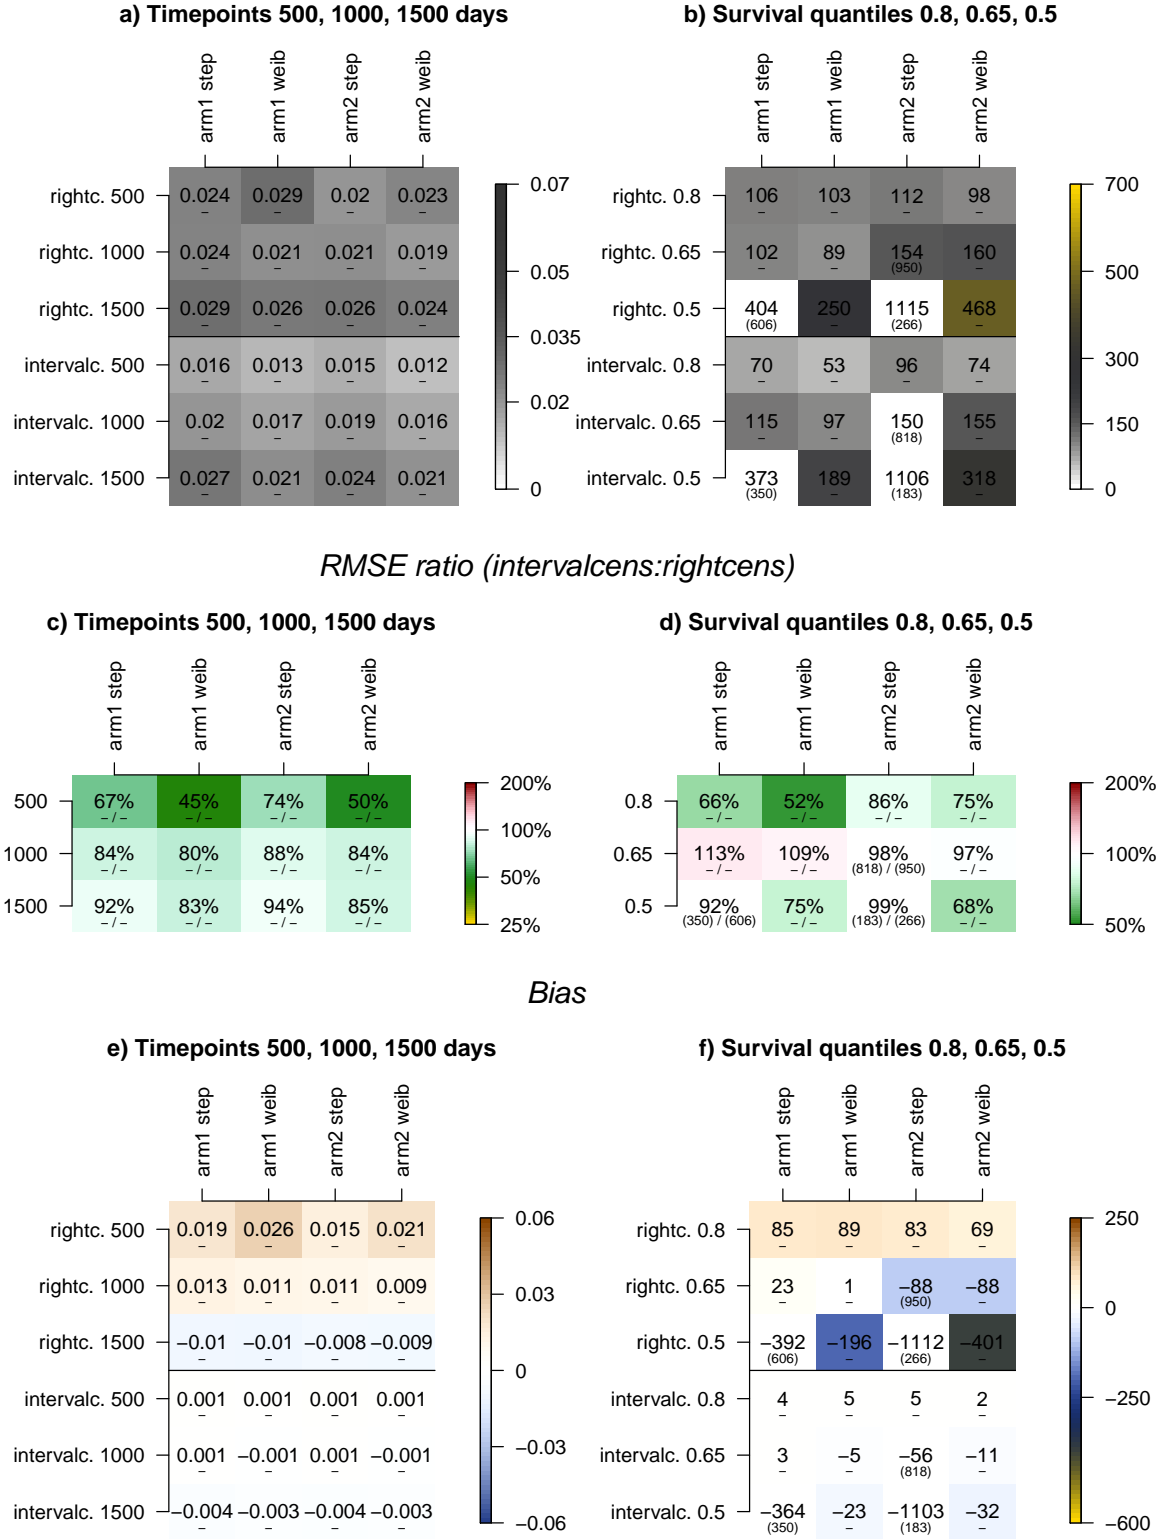 a) Timepoints 500, 1000, 1500 days
arm1 step arm1 weib arm2 step arm2 weib
rightc. 500 0.024 0.029 0.02 0.023
– – – –
rightc. 1000 0.024 0.021 0.021 0.019
– – – –
rightc. 1500 0.029 0.026 0.026 0.024
– – – –
intervalc. 500 0.016 0.013 0.015 0.012
– – – –
intervalc. 1000 0.02 0.017 0.019 0.016
– – – –
intervalc. 1500 0.027 0.021 0.024 0.021
– – – –
0.07
0.05
0.035
0.02
0
b) Survival quantiles 0.8, 0.65, 0.5
arm1 step arm1 weib arm2 step arm2 weib
rightc. 0.8 106 103 112 98
– – – –
rightc. 0.65 102 89 154 160
– – (950) –
rightc. 0.5 404 250 1115 468
(606) – (266) –
intervalc. 0.8 70 53 96 74
– – – –
intervalc. 0.65 115 97 150 155
– – (818) –
intervalc. 0.5 373 189 1106 318
(350) – (183) –
700
500
300
150
0
RMSE ratio (intervalcens:rightcens)
c) Timepoints 500, 1000, 1500 days
arm1 step arm1 weib arm2 step arm2 weib
500 67% 45% 74% 50%
– / – – / – – / – – / –
1000 84% 80% 88% 84%
– / – – / – – / – – / –
1500 92% 83% 94% 85%
– / – – / – – / – – / –
200%
100%
50%
25%
d) Survival quantiles 0.8, 0.65, 0.5
arm1 step arm1 weib arm2 step arm2 weib
0.8 66% 52% 86% 75%
– / – – / – – / – – / –
0.65 113% 109% 98% 97%
– / – – / – (818) / (950) – / –
0.5 92% 75% 99% 68%
(350) / (606) – / – (183) / (266) – / –
200%
100%
50%
Bias
e) Timepoints 500, 1000, 1500 days
arm1 step arm1 weib arm2 step arm2 weib
rightc. 500 0.019 0.026 0.015 0.021
– – – –
rightc. 1000 0.013 0.011 0.011 0.009
– – – –
rightc. 1500 −0.01 −0.01 −0.008 −0.009
– – – –
intervalc. 500 0.001 0.001 0.001 0.001
– – – –
intervalc. 1000 0.001 −0.001 0.001 −0.001
– – – –
intervalc. 1500 −0.004 −0.003 −0.004 −0.003
0.06
0.03
0
−0.03
−0.06
f) Survival quantiles 0.8, 0.65, 0.5
arm1 step arm1 weib arm2 step arm2 weib
rightc. 0.8 85 89 83 69
– – – –
rightc. 0.65 23 1 −88 −88
– – (950) –
rightc. 0.5 −392 −196 −1112 −401
(606) – (266) –
intervalc. 0.8 4 5 5 2
– – – –
intervalc. 0.65 3 −5 −56 −11
– – (818) –
intervalc. 0.5 −364 −23 −1103 −32
(350) – (183) –
250
0
−250
−600